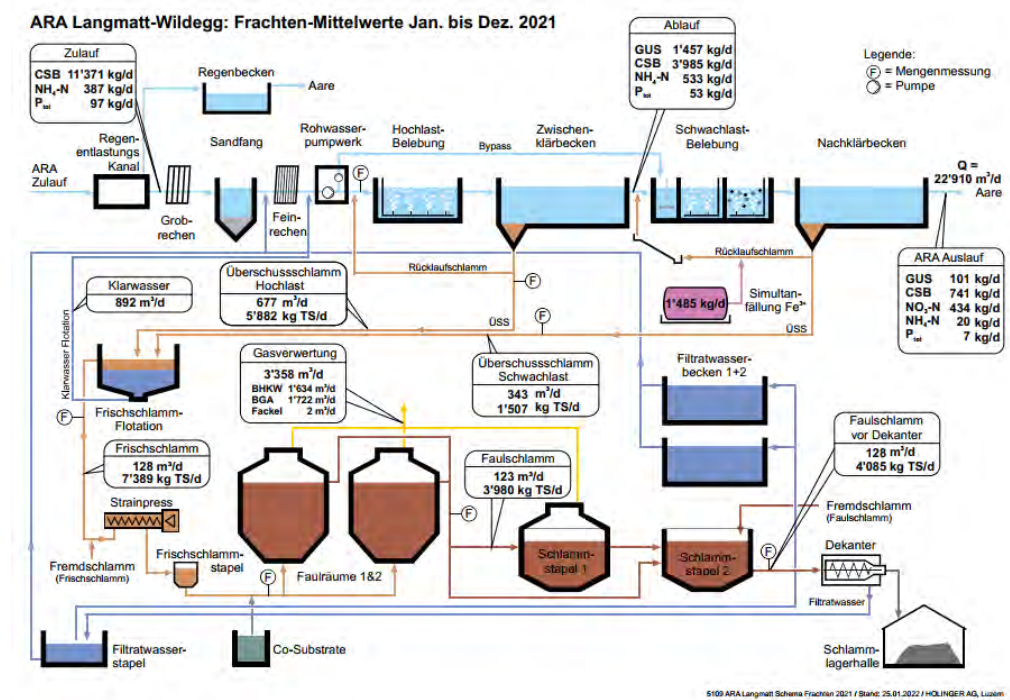 ARA Langmatt-Wildegg: Frachten-Mittelwerte Jan. bis Dez. 2021
Zulauf
CSB 11'371 kg/d
NH₄-N 387 kg/d
P tot 97 kg/d
Regenbecken
Aare
Ablauf
GUS 1'457 kg/d
CSB 3'985 kg/d
NH₄-N 533 kg/d
P tot 53 kg/d
Legende:
F = Mengenmessung
= Pumpe
ARA
Zulauf
Regen-
entlastungs
Kanal
Grob-
rechen
Sandfang
Fein-
rechen
Rohwasser-
pumpwerk
F
Hochlast-
Belebung
Bypass
Zwischen-
klärbecken
Schwachlast-
Belebung
Nachklärbecken
Q =
22'910 m³/d
Aare
ARA Auslauf
GUS 101 kg/d
CSB 741 kg/d
NO₃-N 434 kg/d
NH₄-N 20 kg/d
P tot 7 kg/d
Klarwasser
892 m³/d
Überschussschlamm
Hochlast
677 m³/d
5'882 kg TS/d
Rücklaufschlamm
F
Rücklaufschlamm
1'485 kg/d
Simultan-
fällung Fe³⁺
ÜSS
F
ÜSS
Klarwasser Flotation
Gasverwertung
3'358 m³/d
BHKW 1'634 m³/d
BGA 1'722 m³/d
Fackel 2 m³/d
Überschussschlamm
Schwachlast
343 m³/d
1'507 kg TS/d
Filtratwasser-
becken 1+2
F
Frischschlamm-
Flotation
Frischschlamm
128 m³/d
7'389 kg TS/d
Faulschlamm
123 m³/d
3'980 kg TS/d
Faulschlamm
vor Dekanter
128 m³/d
4'085 kg TS/d
Strainpress
F
Fremdschlamm
(Faulschlamm)
Fremdschlamm
(Frischschlamm)
Frischschlamm-
stapel
F
Faulräume 1&2
Schlamm-
stapel 1
Schlamm-
stapel 2
F
Dekanter
Filtratwasser
Filtratwasser-
stapel
Co-Substrate
Schlamm-
lagerhalle
5109 ARA Langmatt Schema Frachten 2021 / Stand: 25.01.2022 / HOLINGER AG, Luzern